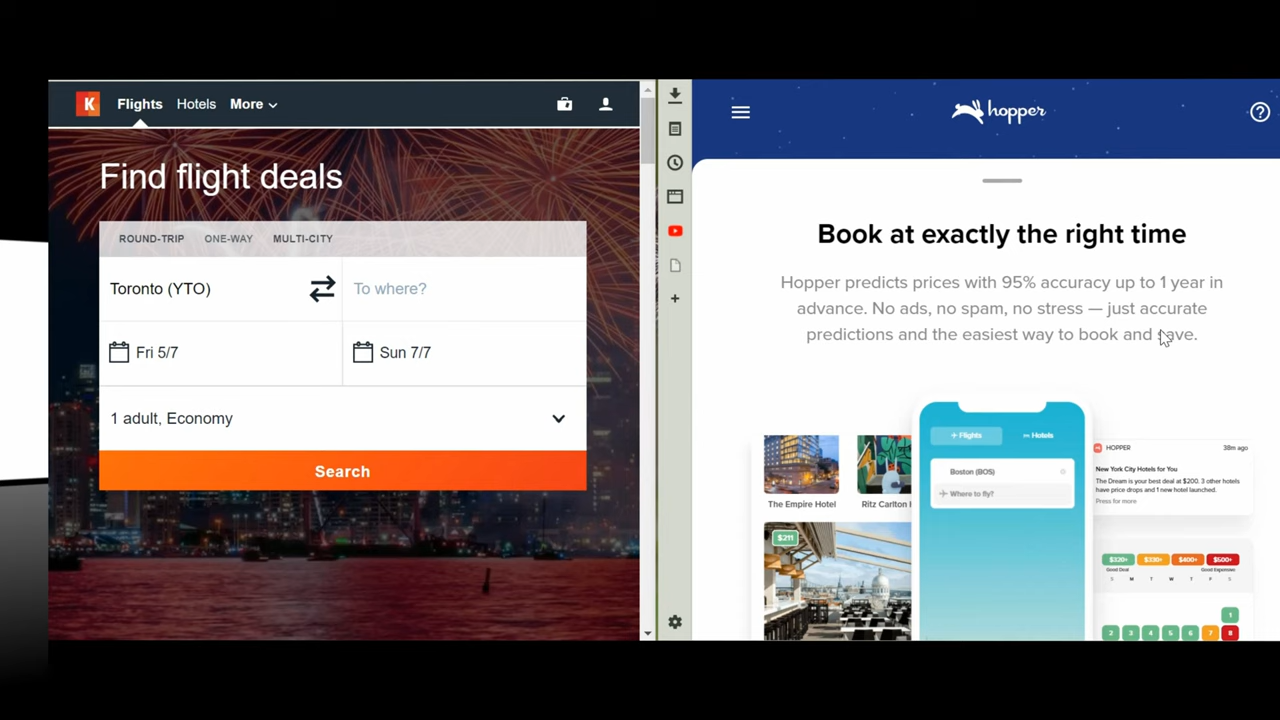 K
Flights
Hotels
More
Find flight deals
ROUND-TRIP
ONE-WAY
MULTI-CITY
Toronto (YTO)
To where?
Fri 5/7
Sun 7/7
1 adult, Economy
Search
hopper
?
Book at exactly the right time
Hopper predicts prices with 95% accuracy up to 1 year in
advance. No ads, no spam, no stress — just accurate
predictions and the easiest way to book and save.
The Empire Hotel
Ritz Carlton
$211
Flights
Hotels
Boston (BOS)
Where to fly?
HOPPER
38m ago
New York City Hotels for You
The Dream is your best deal at $200. 3 other hotels
have price drops and 1 new hotel launched.
Press for more
$320+ $330+ $400+ $500+
Good Deal
S M T W T F S
1
2 3 4 5 6 7 8